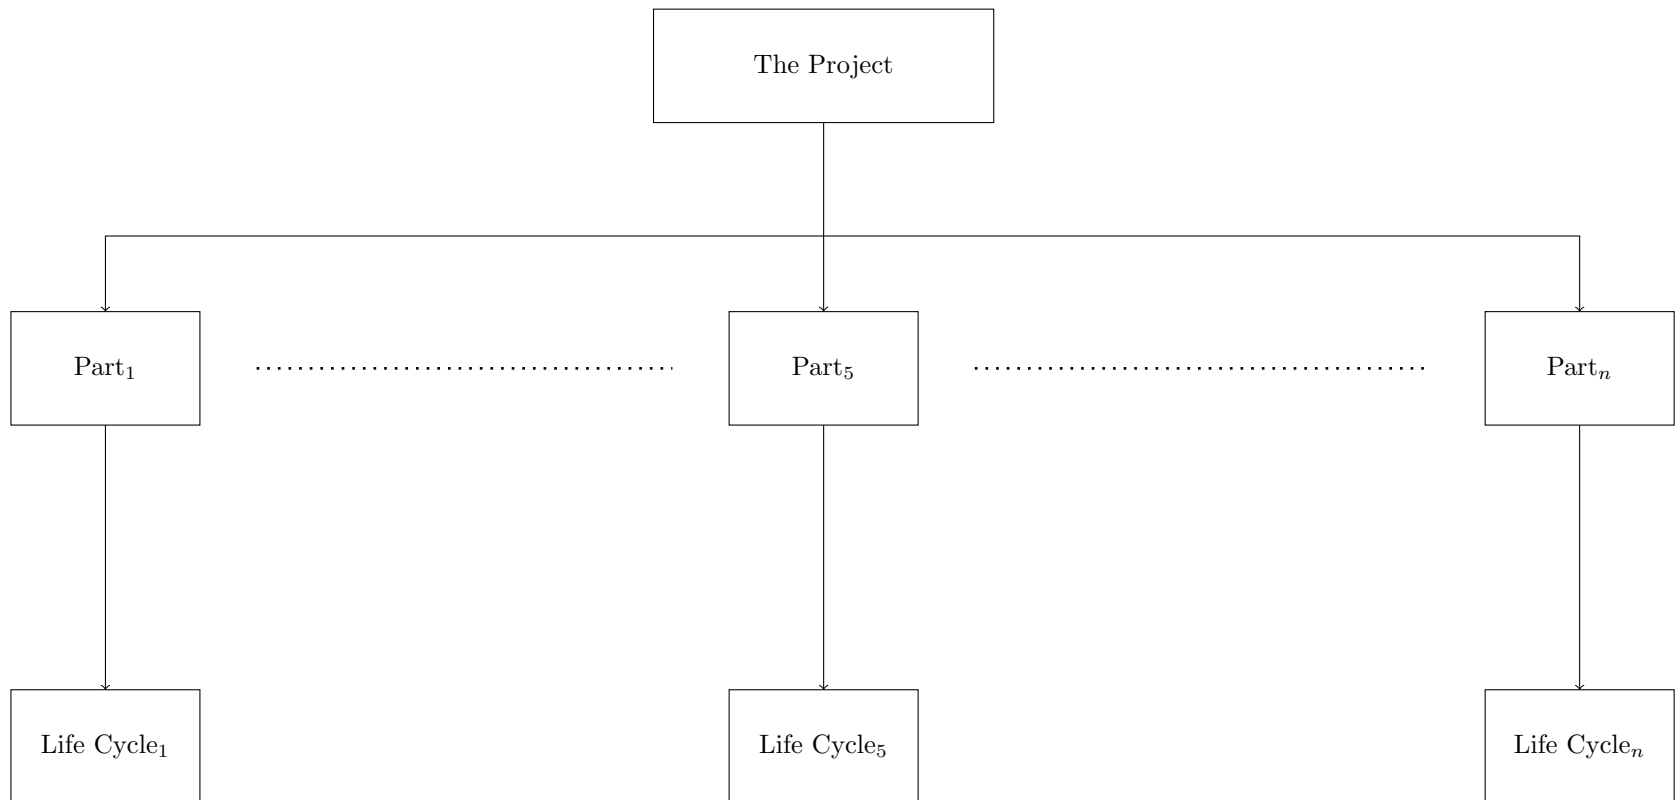 The Project
Part₁
Part₅
Partₙ
Life Cycle₁
Life Cycle₅
Life Cycleₙ